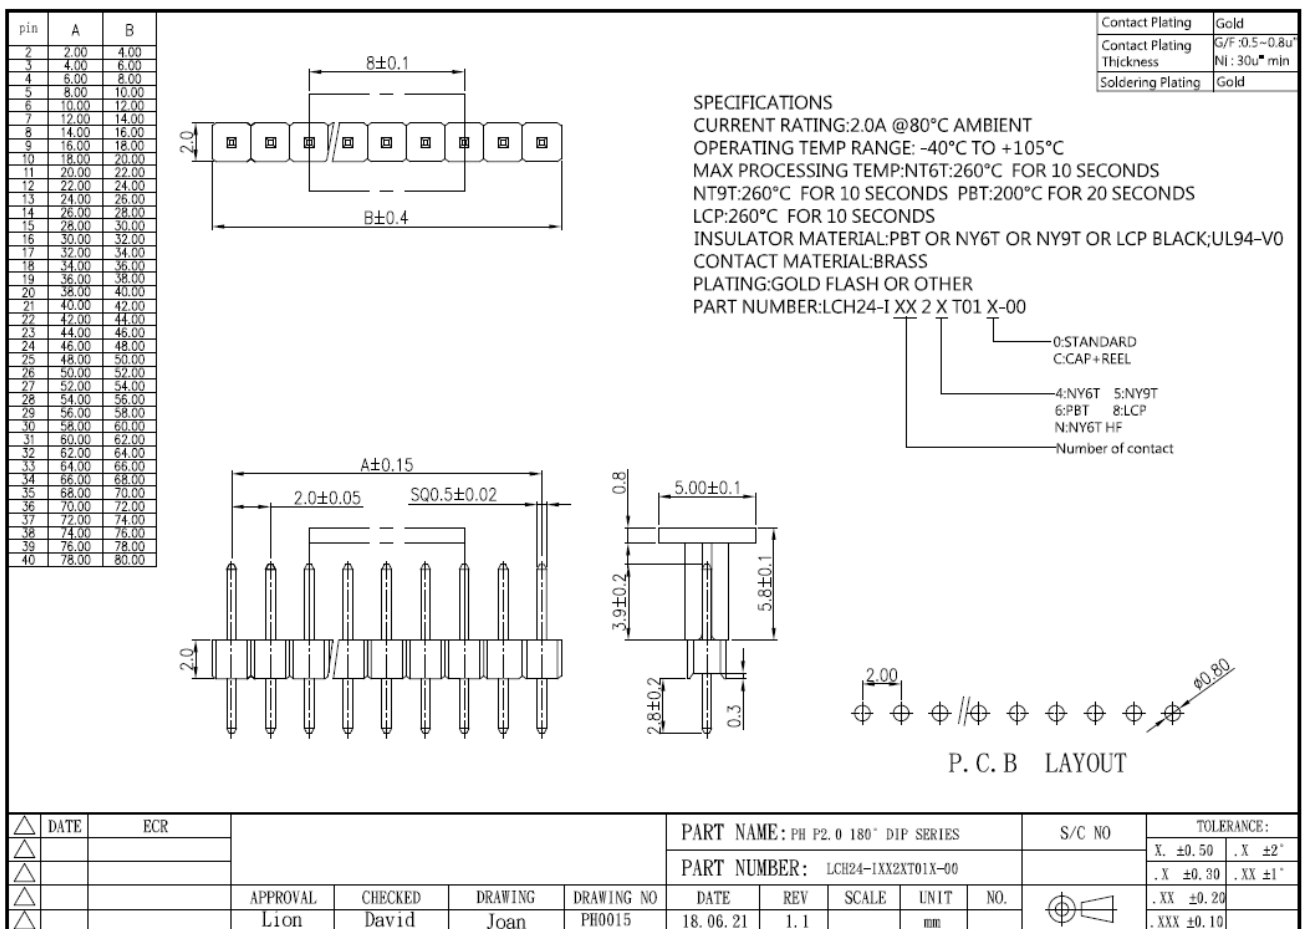 pin A B
2 2.00 4.00
3 4.00 6.00
4 6.00 8.00
5 8.00 10.00
6 10.00 12.00
7 12.00 14.00
8 14.00 16.00
9 16.00 18.00
10 18.00 20.00
11 20.00 22.00
12 22.00 24.00
13 24.00 26.00
14 26.00 28.00
15 28.00 30.00
16 30.00 32.00
17 32.00 34.00
18 34.00 36.00
19 36.00 38.00
20 38.00 40.00
21 40.00 42.00
22 42.00 44.00
23 44.00 46.00
24 46.00 48.00
25 48.00 50.00
26 50.00 52.00
27 52.00 54.00
28 54.00 56.00
29 56.00 58.00
30 58.00 60.00
31 60.00 62.00
32 62.00 64.00
33 64.00 66.00
34 66.00 68.00
35 68.00 70.00
36 70.00 72.00
37 72.00 74.00
38 74.00 76.00
39 76.00 78.00
40 78.00 80.00
8±0.1
2.0
B±0.4
Contact Plating Gold
Contact Plating Thickness G/F :0.5~0.8u"
Ni : 30u" min
Soldering Plating Gold
SPECIFICATIONS
CURRENT RATING:2.0A @80°C AMBIENT
OPERATING TEMP RANGE: -40°C TO +105°C
MAX PROCESSING TEMP:NT6T:260°C FOR 10 SECONDS
NT9T:260°C FOR 10 SECONDS PBT:200°C FOR 20 SECONDS
LCP:260°C FOR 10 SECONDS
INSULATOR MATERIAL:PBT OR NY6T OR NY9T OR LCP BLACK;UL94-V0
CONTACT MATERIAL:BRASS
PLATING:GOLD FLASH OR OTHER
PART NUMBER:LCH24-I XX 2 X T01 X-00
0:STANDARD
C:CAP+REEL
4:NY6T 5:NY9T
6:PBT 8:LCP
N:NY6T HF
Number of contact
A±0.15
2.0±0.05
SQ0.5±0.02
2.0
0.8
5.00±0.1
3.9±0.2
5.8±0.1
2.8±0.2
0.3
2.00
ø0.80
P.C.B LAYOUT
DATE ECR
PART NAME: PH P2.0 180° DIP SERIES
S/C NO
TOLERANCE:
X. ±0.50 .X ±2°
PART NUMBER: LCH24-IXX2XT01X-00
.X ±0.30 .XX ±1°
APPROVAL CHECKED DRAWING DRAWING NO DATE REV SCALE UNIT NO.
.XX ±0.20
Lion David Joan PH0015 18.06.21 1.1 mm
.XXX ±0.10